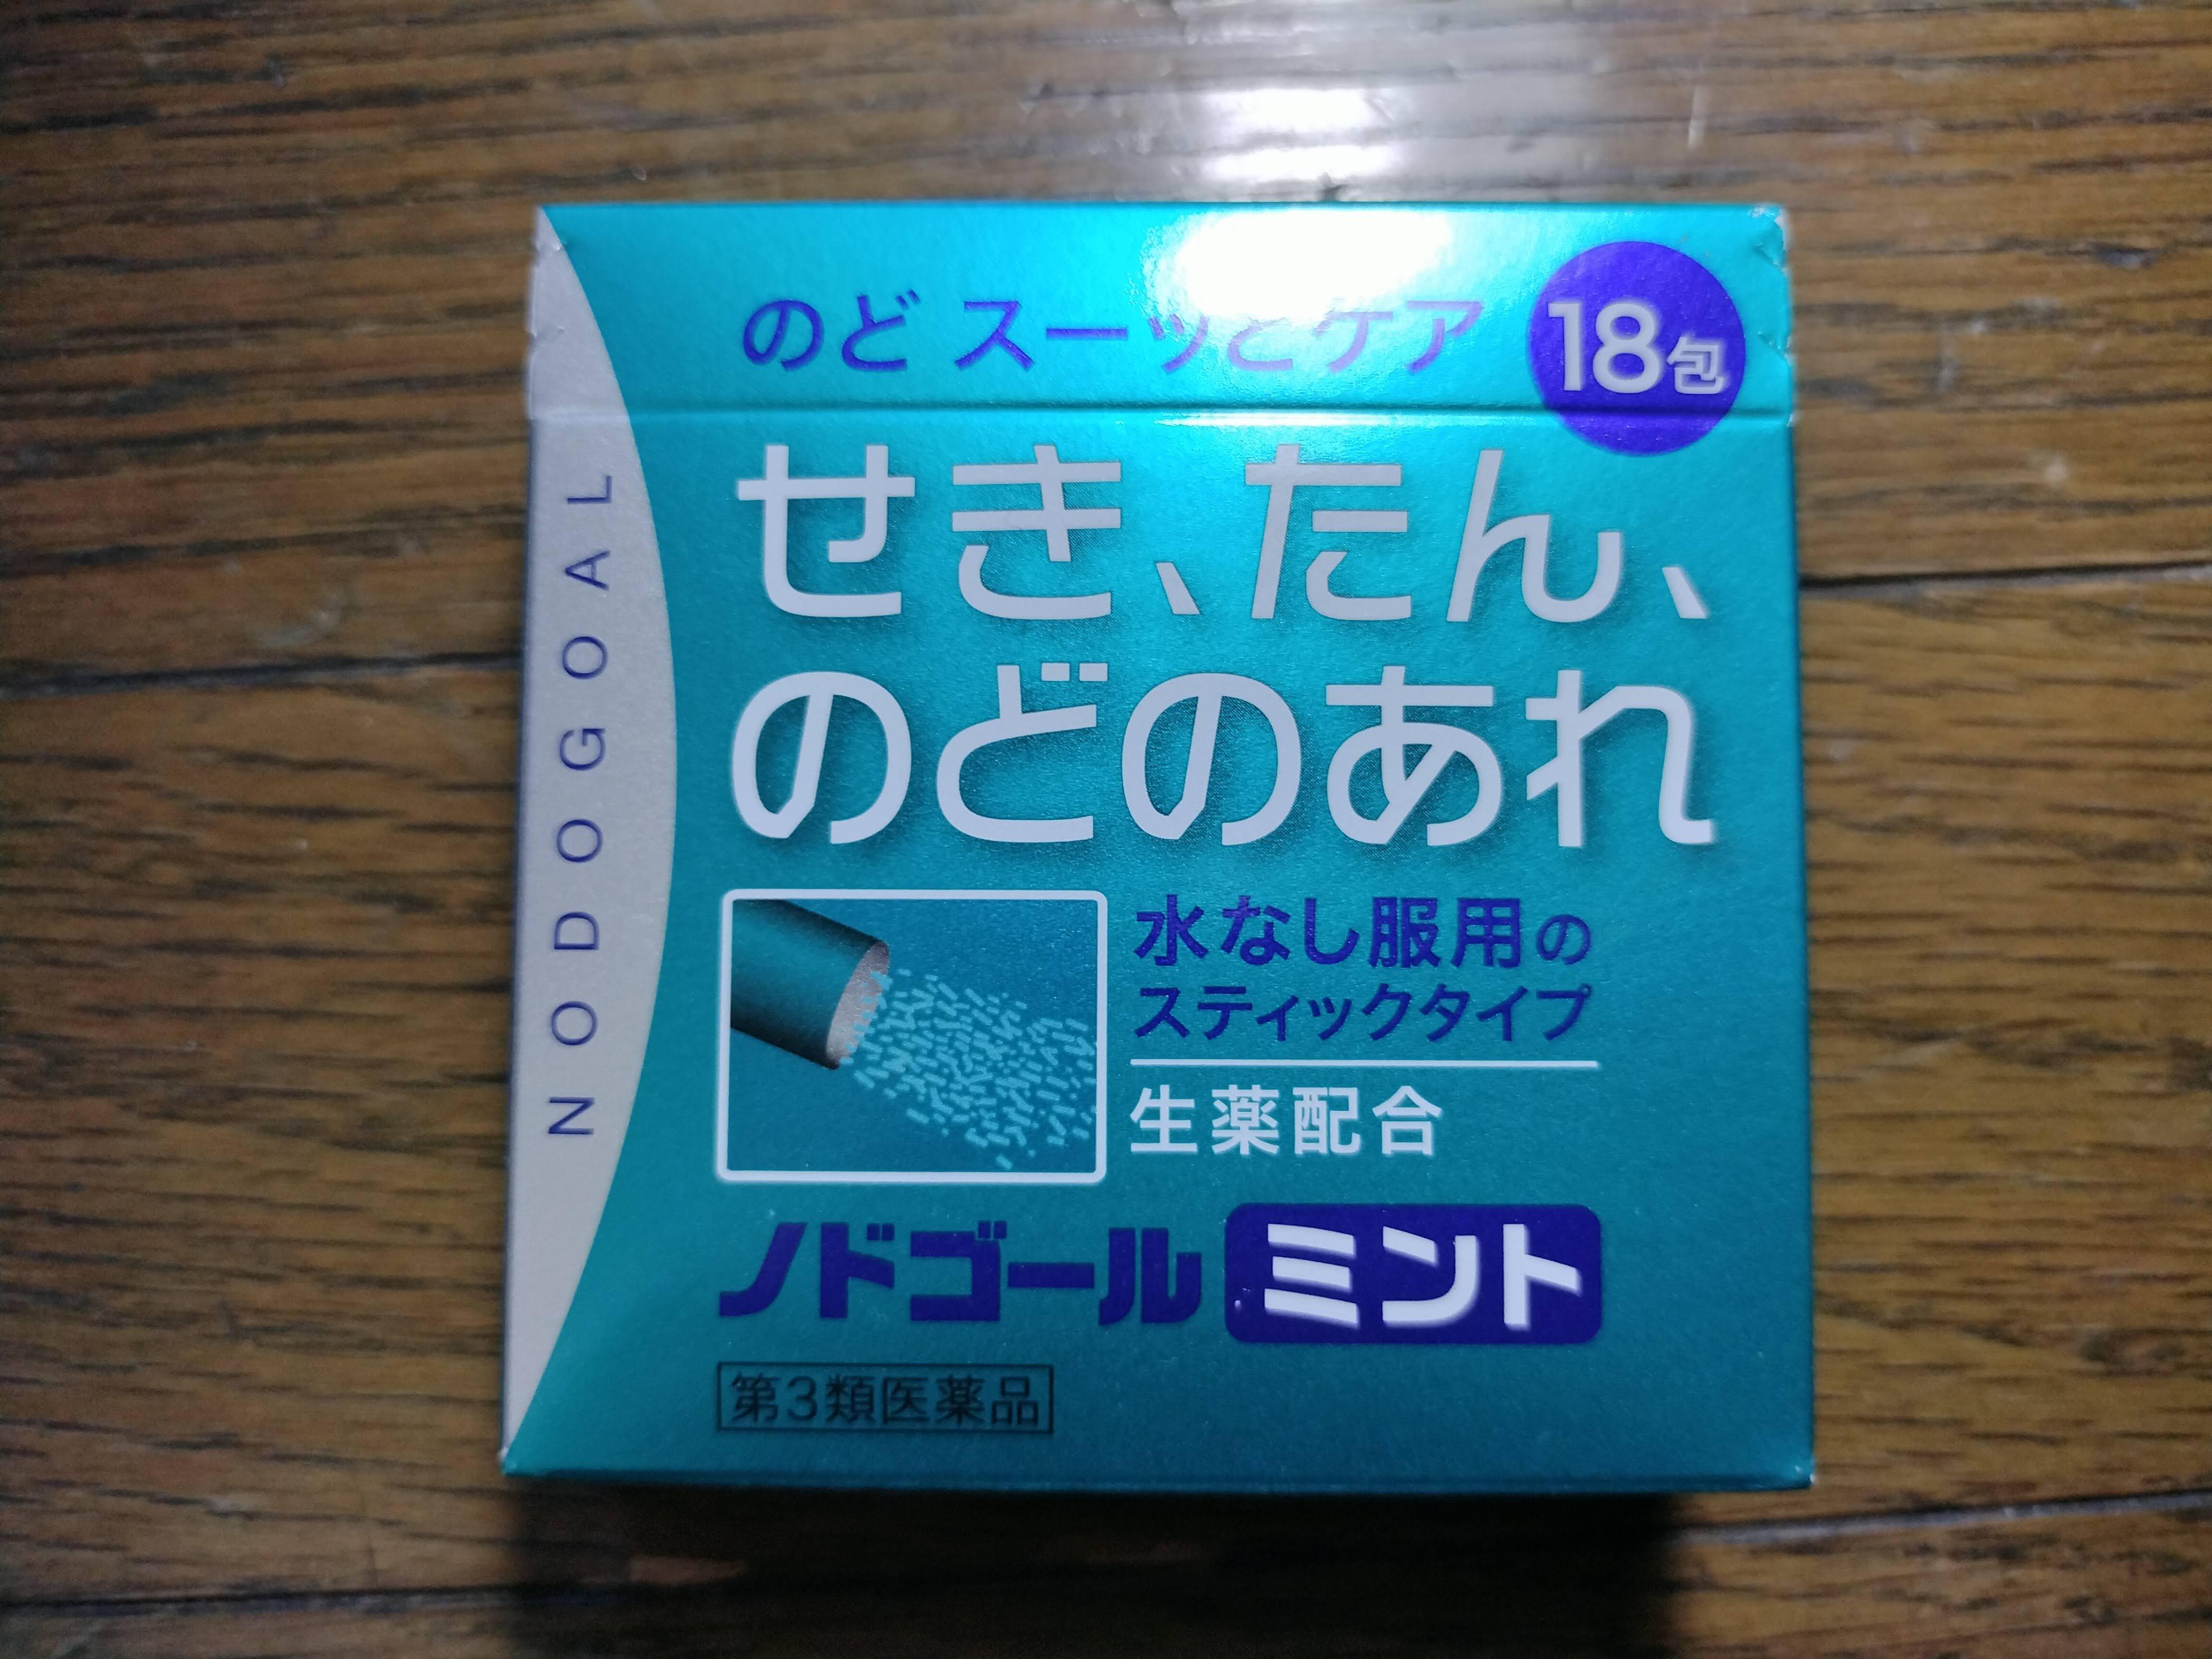 のど スーッとケア
18包
せき、たん、
のどのあれ
水なし服用の
スティックタイプ
生薬配合
ノドゴール ミント
第3類医薬品
NODOGOAL